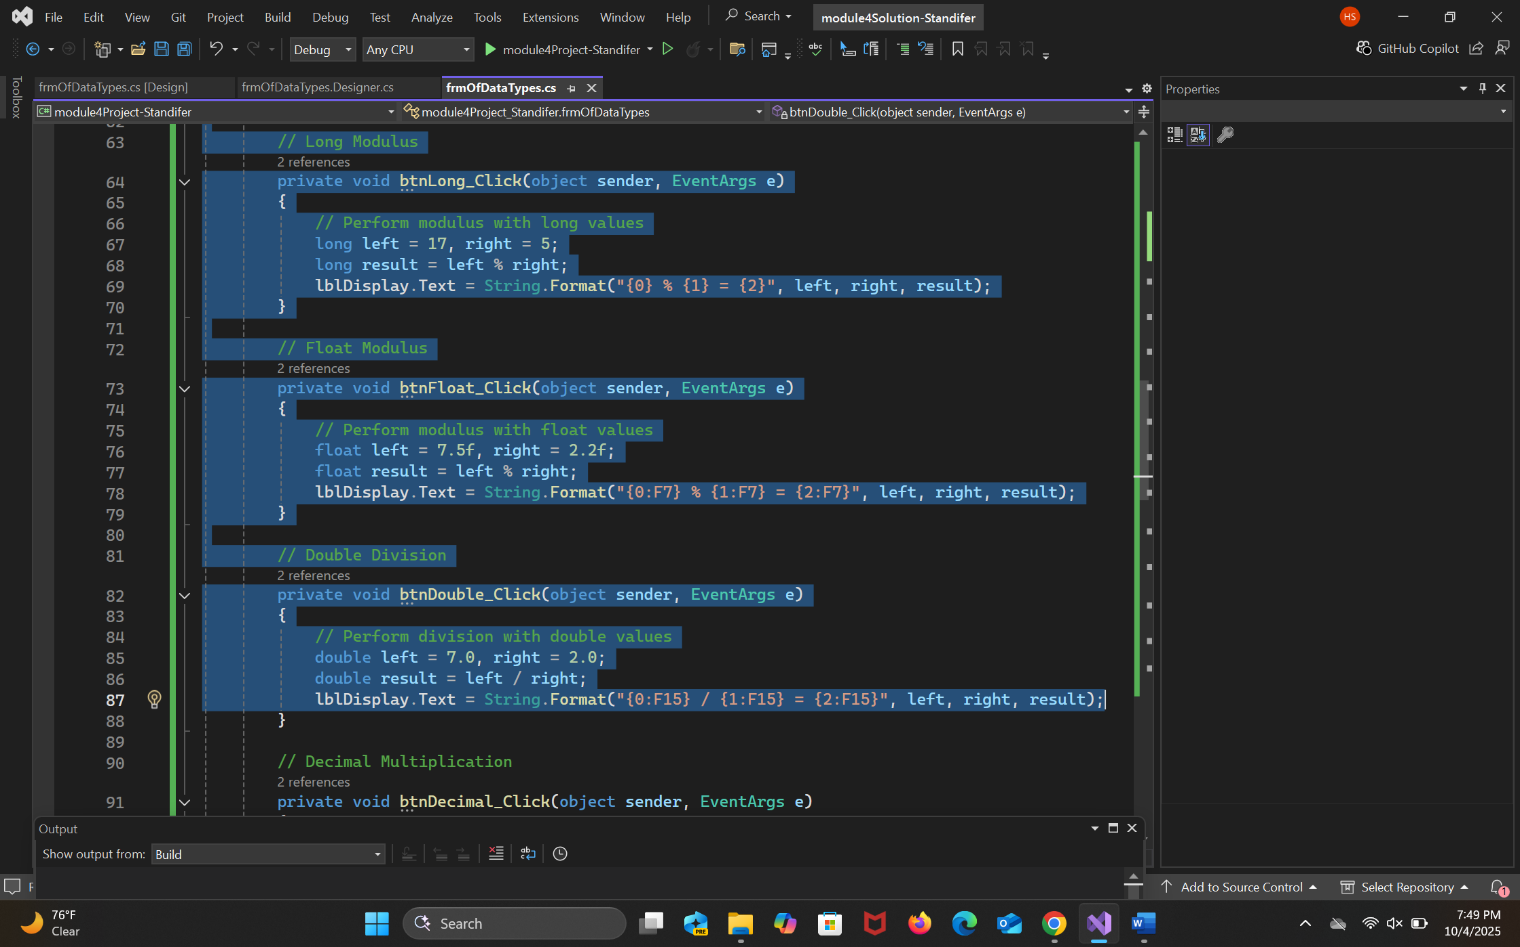 File Edit View Git Project Build Debug Test Analyze Tools Extensions Window Help Search module4Solution-Standifer HS
Debug Any CPU module4Project-Standifer GitHub Copilot
Toolbox
frmOfDataTypes.cs [Design] frmOfDataTypes.Designer.cs frmOfDataTypes.cs
Properties
C# module4Project-Standifer module4Project_Standifer.frmOfDataTypes btnDouble_Click(object sender, EventArgs e)
63 // Long Modulus
2 references
64 private void btnLong_Click(object sender, EventArgs e)
65 {
66 // Perform modulus with long values
67 long left = 17, right = 5;
68 long result = left % right;
69 lblDisplay.Text = String.Format("{0} % {1} = {2}", left, right, result);
70 }
71
72 // Float Modulus
2 references
73 private void btnFloat_Click(object sender, EventArgs e)
74 {
75 // Perform modulus with float values
76 float left = 7.5f, right = 2.2f;
77 float result = left % right;
78 lblDisplay.Text = String.Format("{0:F7} % {1:F7} = {2:F7}", left, right, result);
79 }
80
81 // Double Division
2 references
82 private void btnDouble_Click(object sender, EventArgs e)
83 {
84 // Perform division with double values
85 double left = 7.0, right = 2.0;
86 double result = left / right;
87 lblDisplay.Text = String.Format("{0:F15} / {1:F15} = {2:F15}", left, right, result);
88 }
89
90 // Decimal Multiplication
2 references
91 private void btnDecimal_Click(object sender, EventArgs e)
Output
Show output from: Build
Add to Source Control Select Repository 1
76°F
Clear
Search
PRE
7:49 PM
10/4/2025